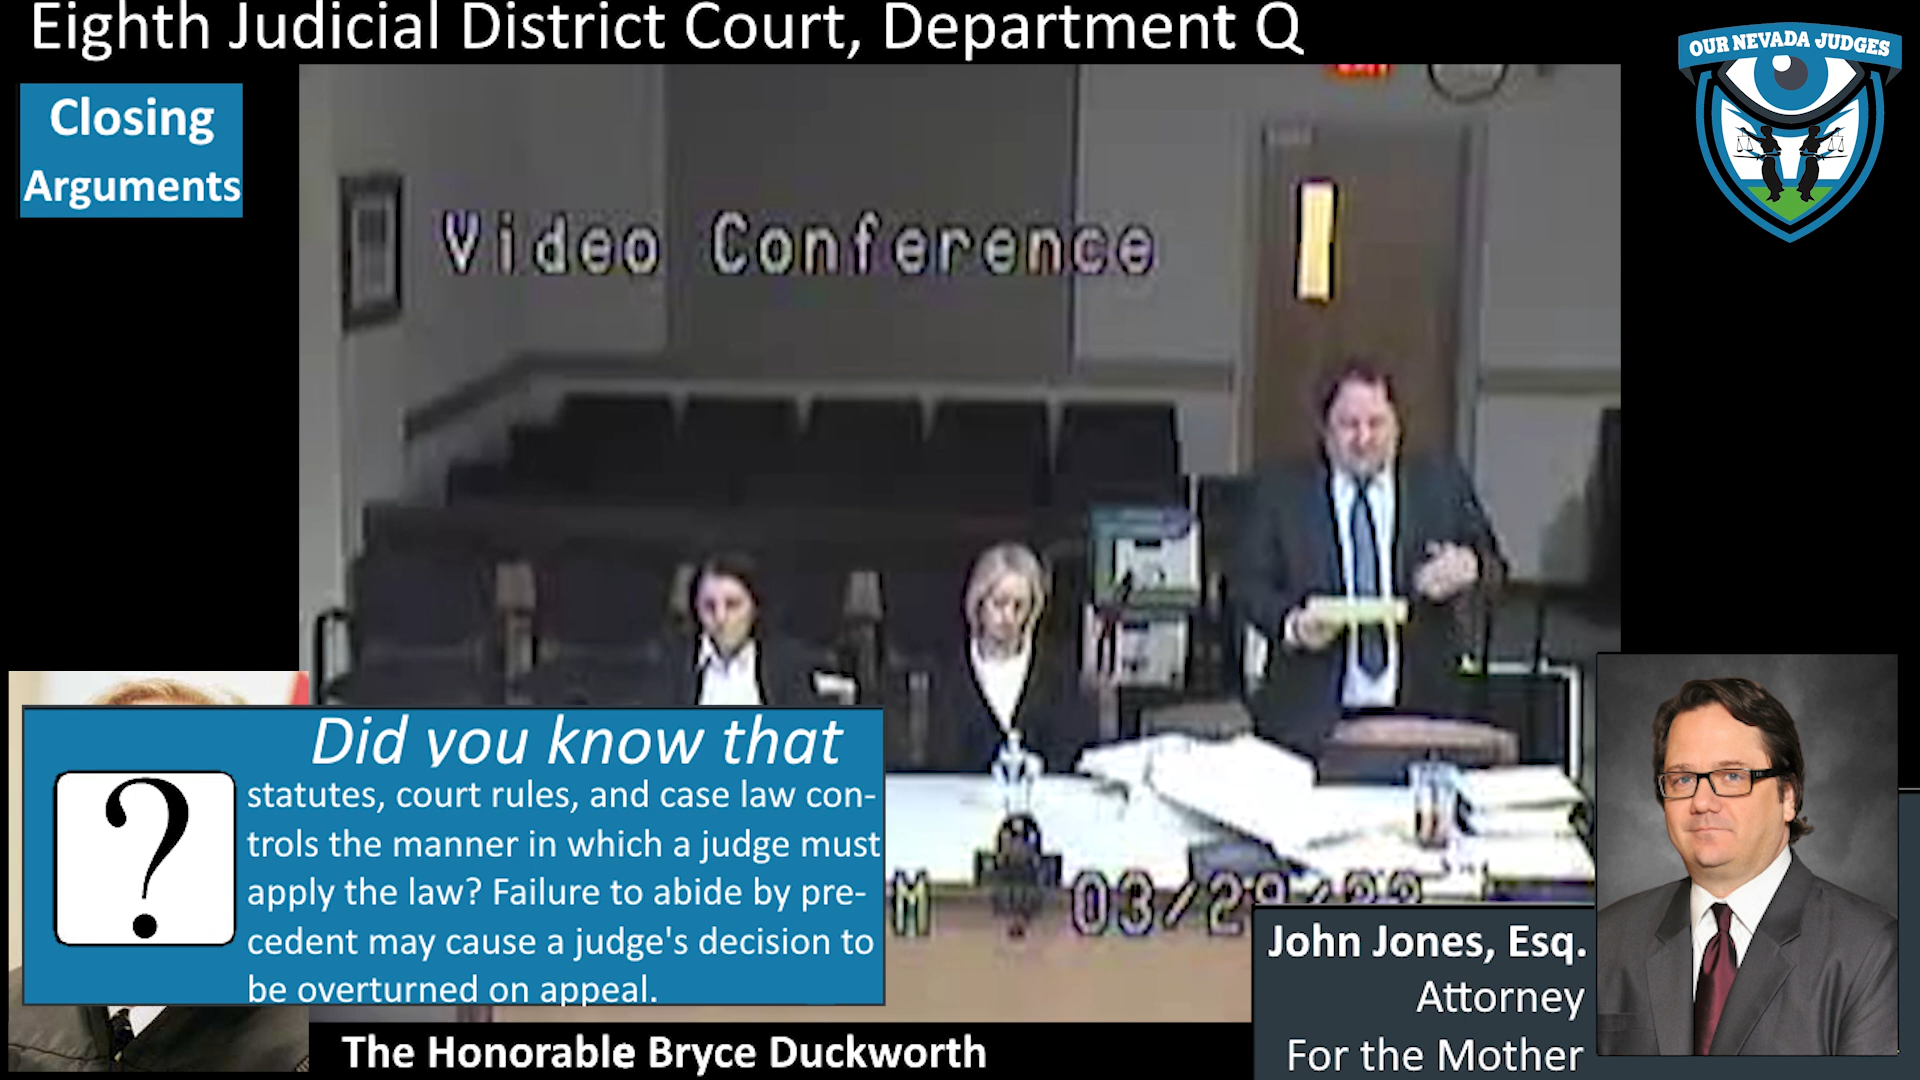 Eighth Judicial District Court, Department Q
Closing
Arguments
OUR NEVADA JUDGES
Video Conference
Did you know that
?
statutes, court rules, and case law con-
trols the manner in which a judge must
apply the law? Failure to abide by pre-
cedent may cause a judge's decision to
be overturned on appeal.
M 03/29/22
John Jones, Esq.
Attorney
For the Mother
The Honorable Bryce Duckworth